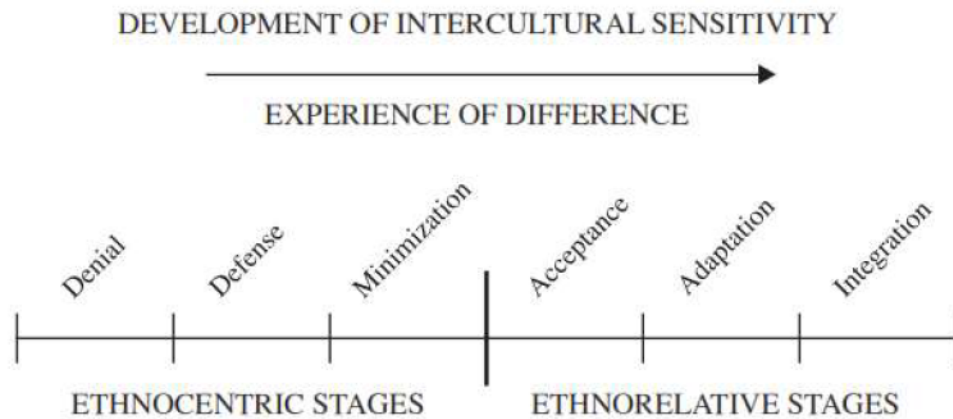 DEVELOPMENT OF INTERCULTURAL SENSITIVITY
EXPERIENCE OF DIFFERENCE
Denial
Defense
Minimization
Acceptance
Adaptation
Integration
ETHNOCENTRIC STAGES
ETHNORELATIVE STAGES